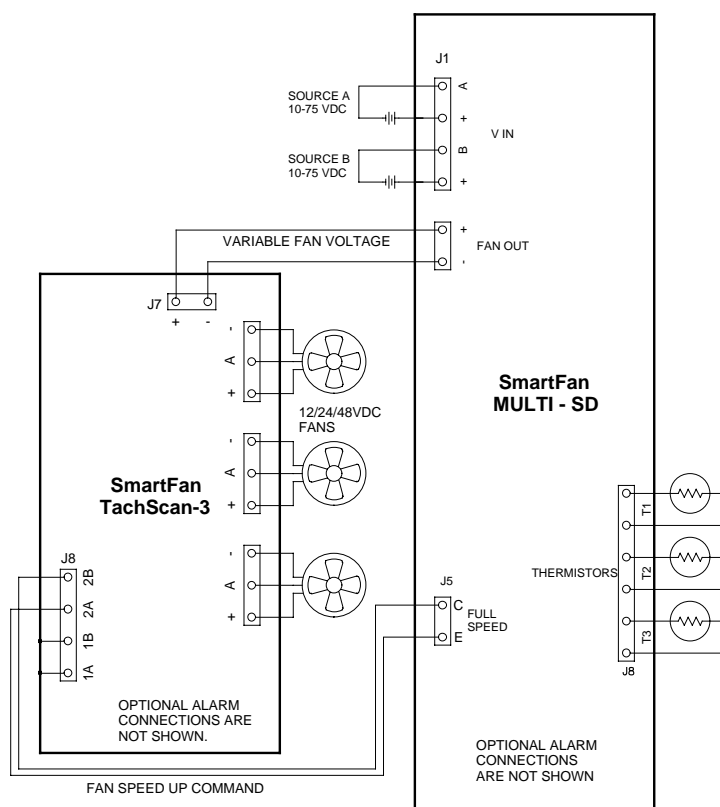 J1
SOURCE A
10-75 VDC
A
+
V IN
SOURCE B
10-75 VDC
B
+
VARIABLE FAN VOLTAGE
+
-
FAN OUT
J7
+ -
-
A
+
12/24/48VDC
FANS
-
A
+
-
A
+
SmartFan
TachScan-3
SmartFan
MULTI - SD
J8
2B
2A
1B
1A
OPTIONAL ALARM
CONNECTIONS ARE
NOT SHOWN.
FAN SPEED UP COMMAND
J5
C
E
FULL
SPEED
THERMISTORS
T1
T2
T3
J8
OPTIONAL ALARM
CONNECTIONS
ARE NOT SHOWN